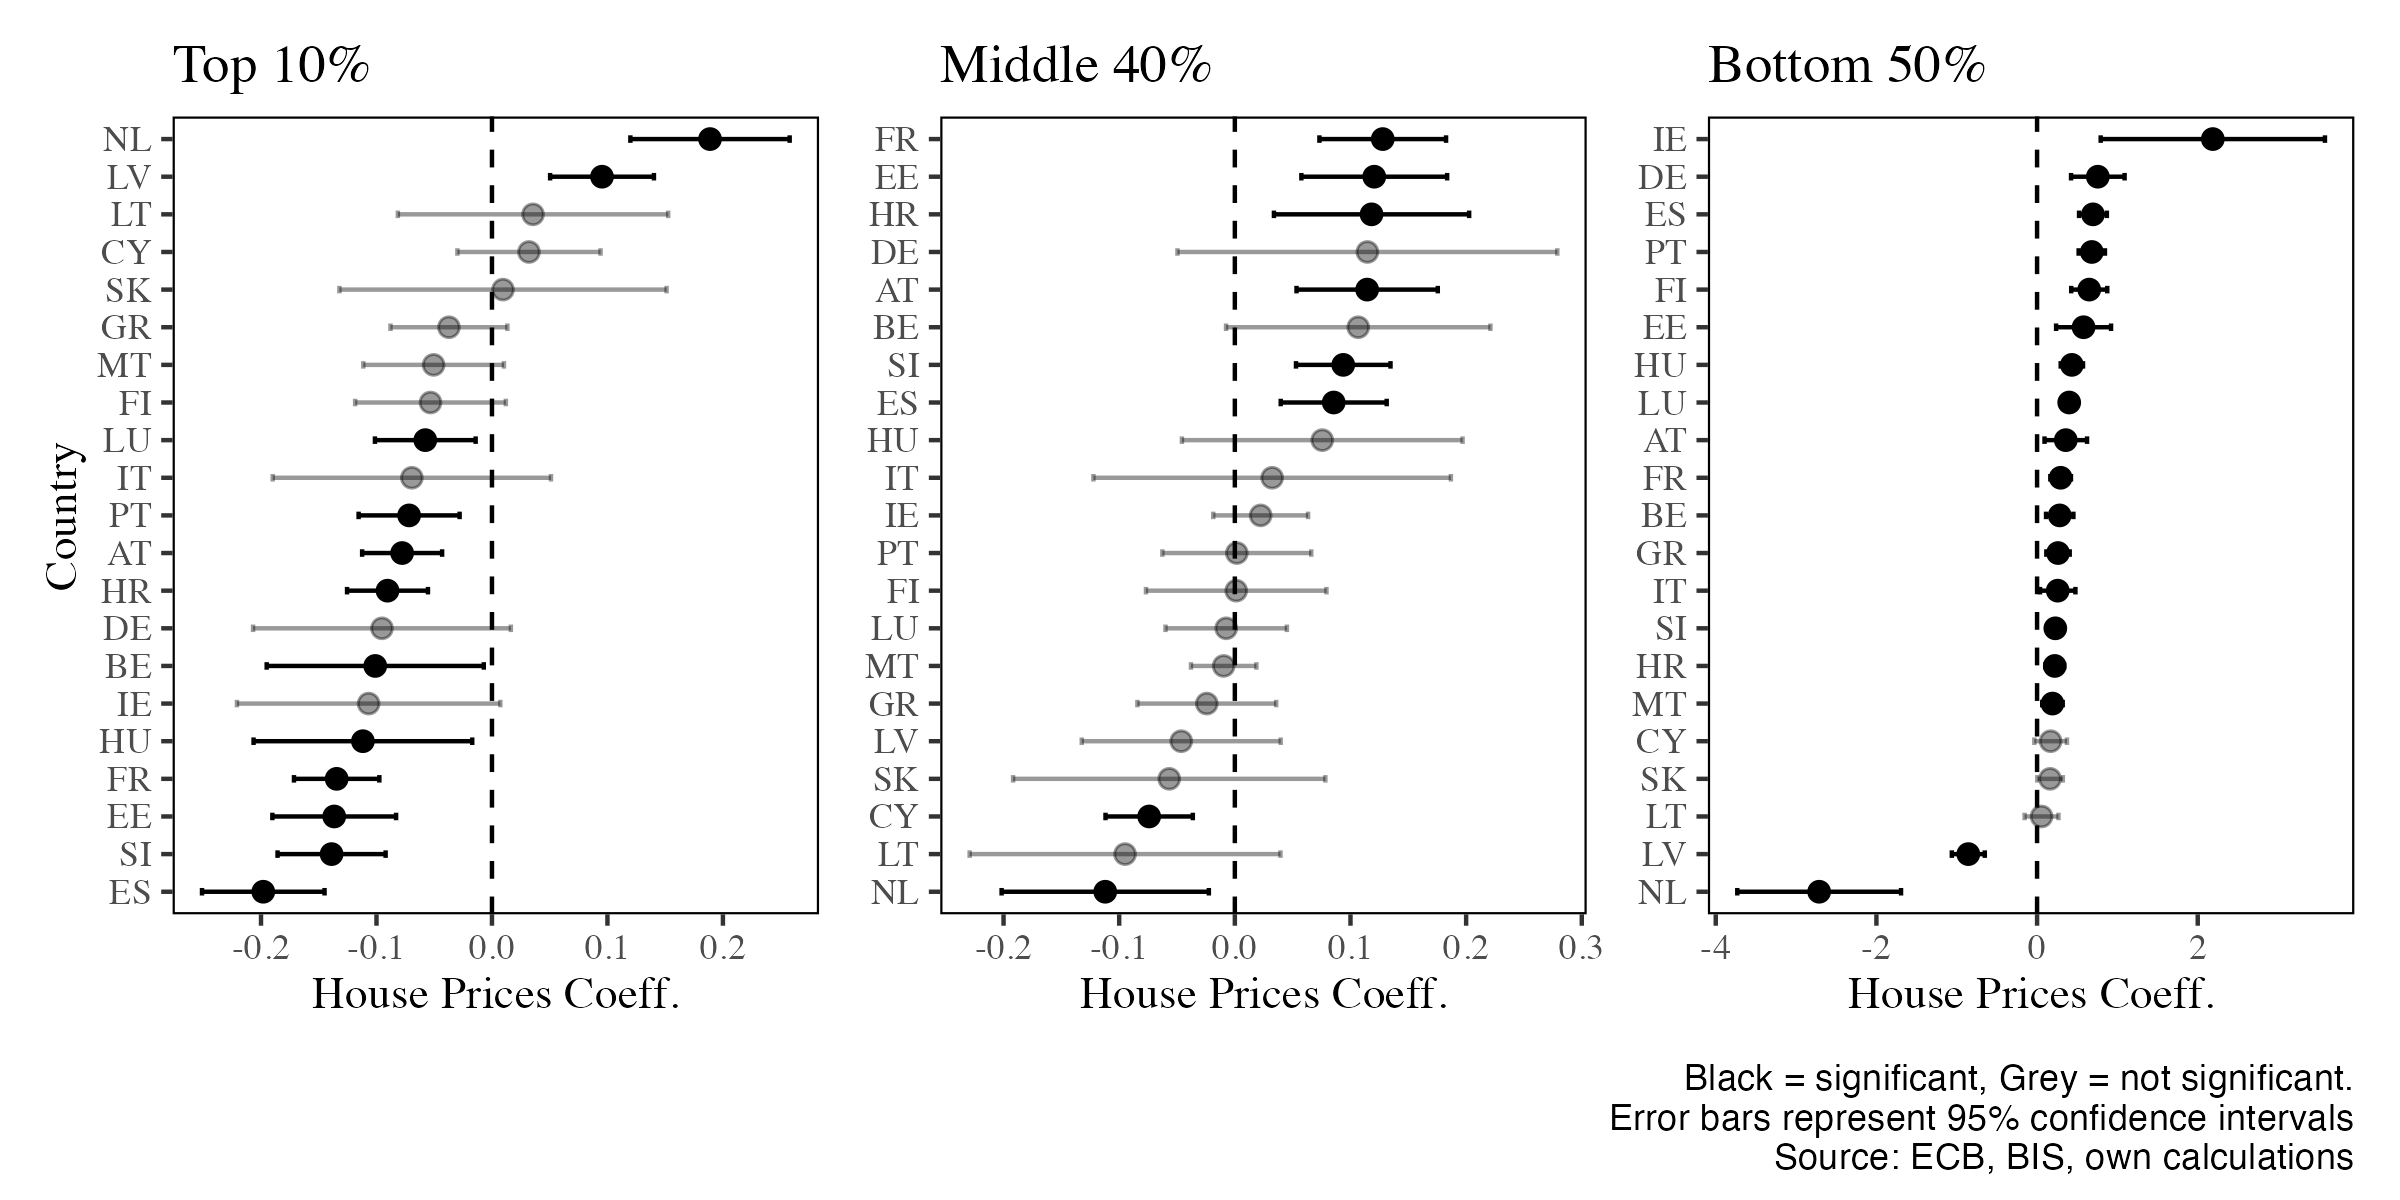 Top 10%
Middle 40%
Bottom 50%
Country
NL
LV
LT
CY
SK
GR
MT
FI
LU
IT
PT
AT
HR
DE
BE
IE
HU
FR
EE
SI
ES
-0.2 -0.1 0.0 0.1 0.2
House Prices Coeff.
FR
EE
HR
DE
AT
BE
SI
ES
HU
IT
IE
PT
FI
LU
MT
GR
LV
SK
CY
LT
NL
-0.2 -0.1 0.0 0.1 0.2 0.3
House Prices Coeff.
IE
DE
ES
PT
FI
EE
HU
LU
AT
FR
BE
GR
IT
SI
HR
MT
CY
SK
LT
LV
NL
-4 -2 0 2
House Prices Coeff.
Black = significant, Grey = not significant.
Error bars represent 95% confidence intervals
Source: ECB, BIS, own calculations